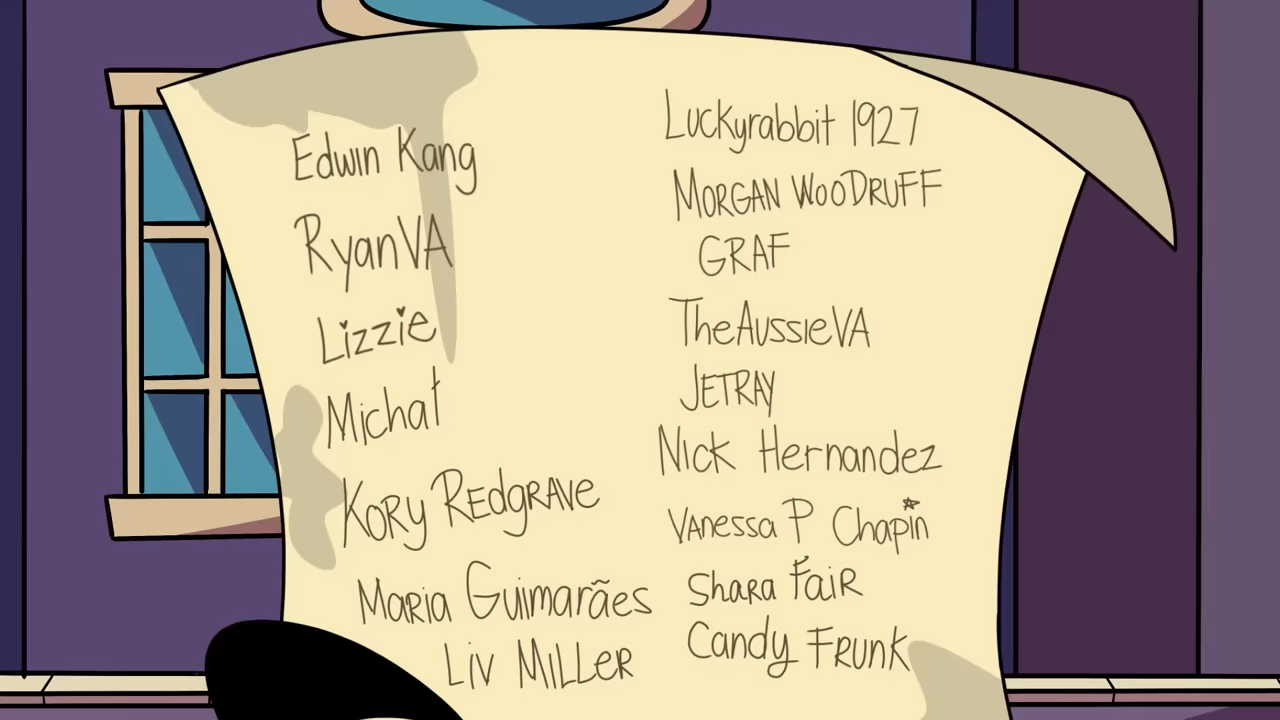 Edwin Kang
RyanVA
Lizzie
Michał
Kory Redgrave
Maria Guimarães
Liv Miller
Luckyrabbit 1927
Morgan Woodruff
GRAF
TheAussieVA
JETRAY
Nick Hernandez
Vanessa P Chapin
Shara Fair
Candy Frunk